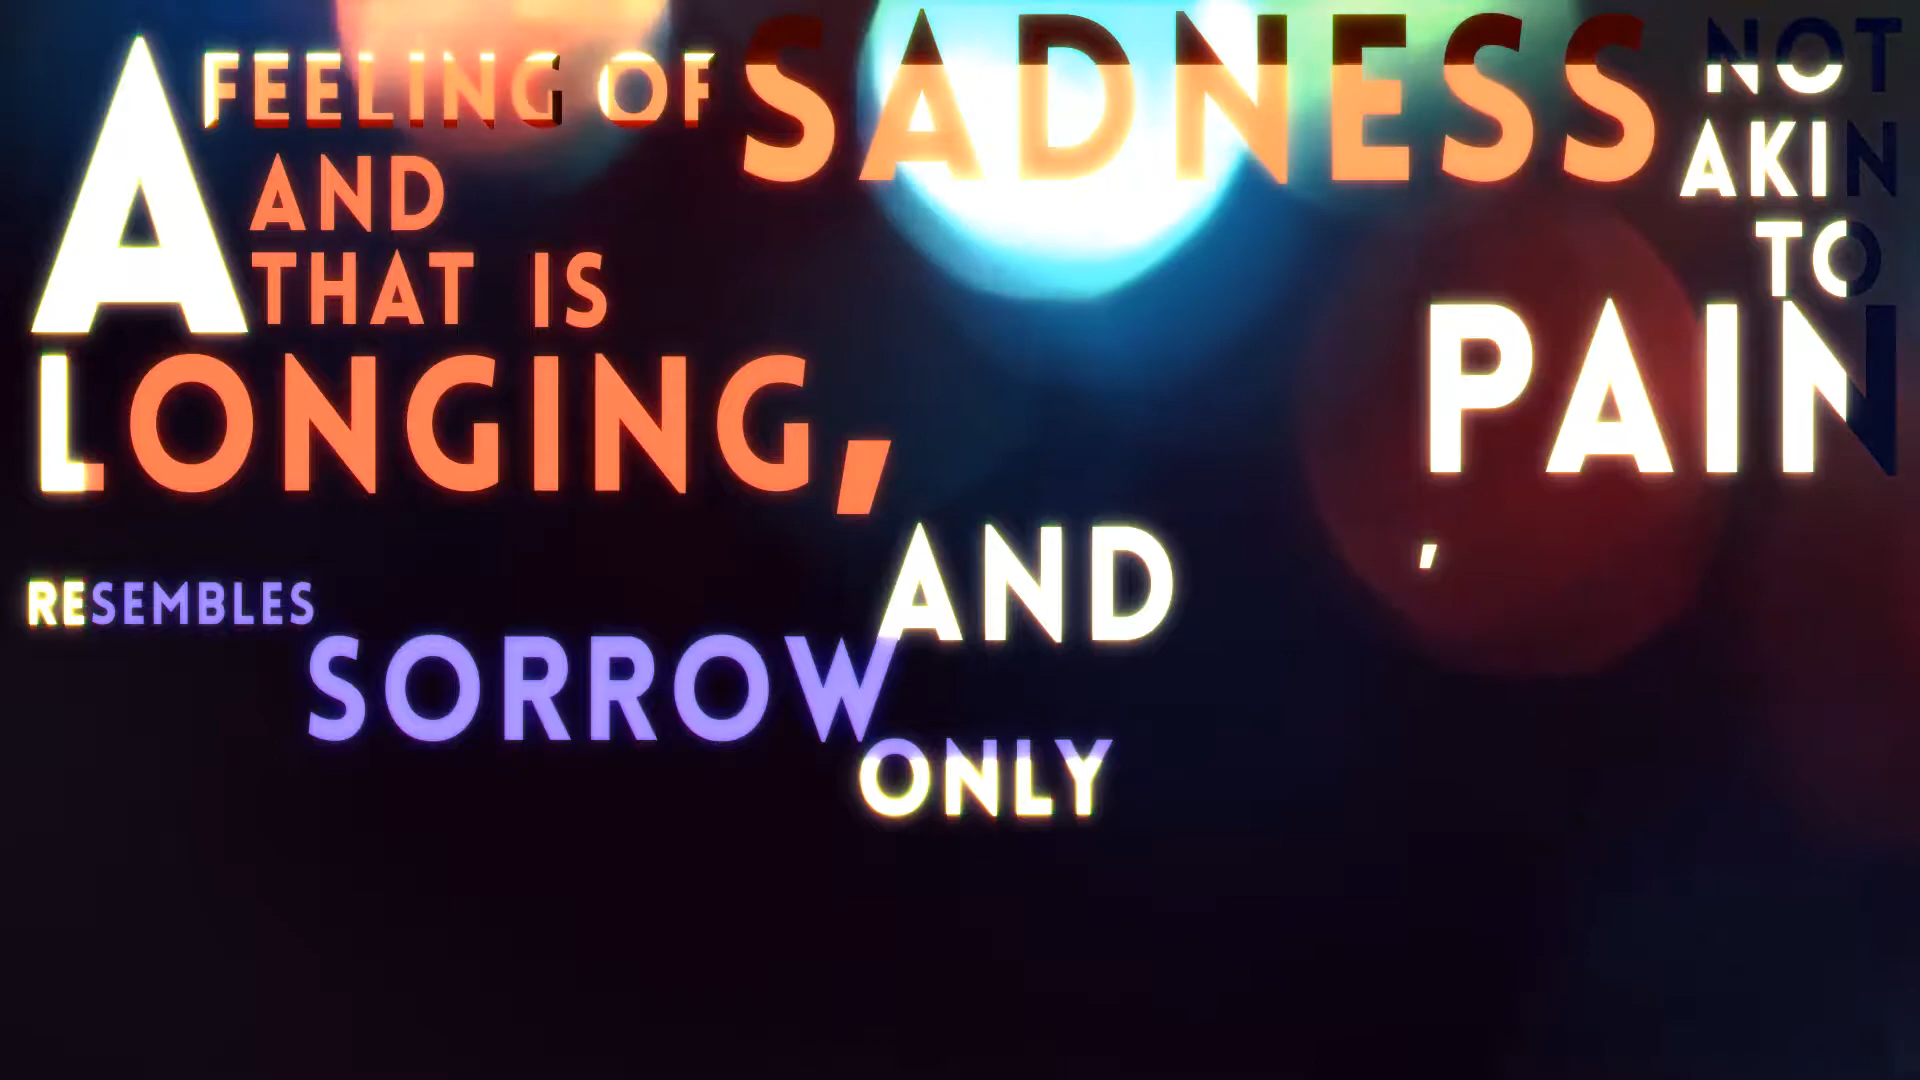 A FEELING OF SADNESS
AND
THAT IS
LONGING,
NOT
AKIN
TO
PAIN
,
AND
RESEMBLES
SORROW
ONLY